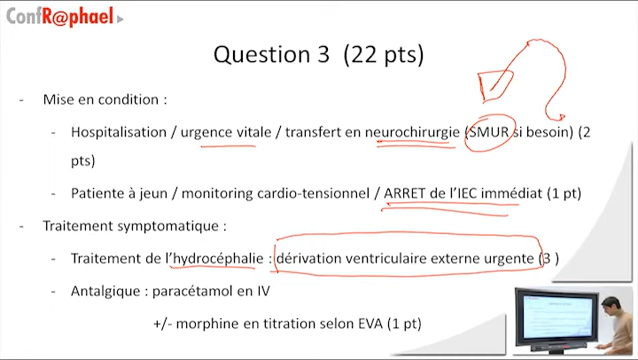 ConfR@phael
Question 3 (22 pts)
- Mise en condition :
- Hospitalisation / urgence vitale / transfert en neurochirurgie (SMUR si besoin) (2
pts)
- Patiente à jeun / monitoring cardio-tensionnel / ARRET de l'IEC immédiat (1 pt)
- Traitement symptomatique :
- Traitement de l'hydrocéphalie : dérivation ventriculaire externe urgente (3 )
- Antalgique : paracétamol en IV
+/- morphine en titration selon EVA (1 pt)